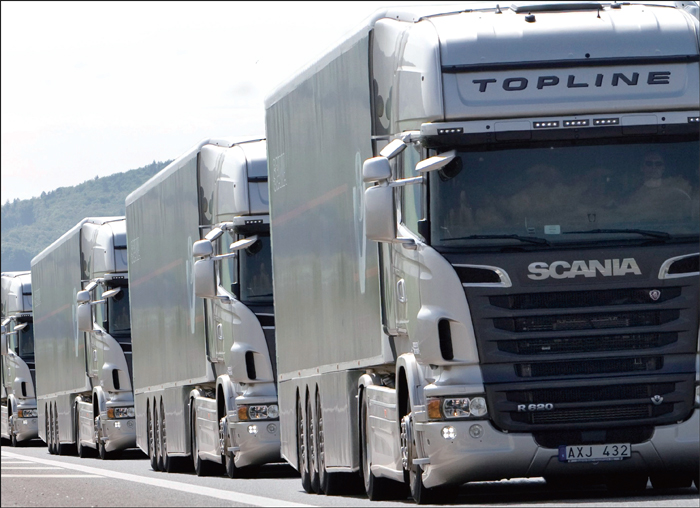 TOPLINE
SCANIA
R 620
AXJ 432